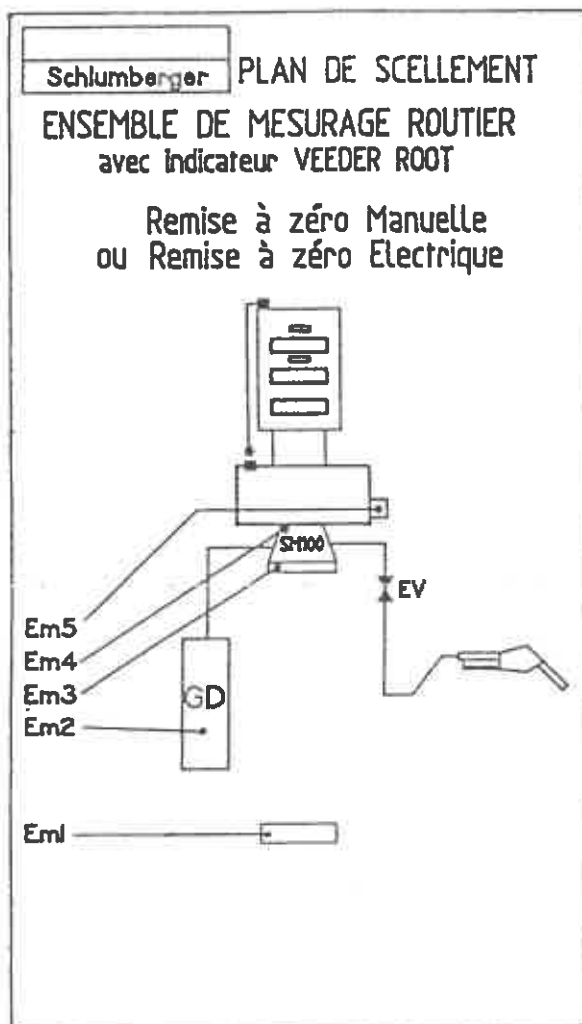 Schlumberger
PLAN DE SCELLEMENT
ENSEMBLE DE MESURAGE ROUTIER
avec indicateur VEEDER ROOT
Remise à zéro Manuelle
ou Remise à zéro Electrique
SM100
EV
Em5
Em4
Em3
GD
Em2
Em1